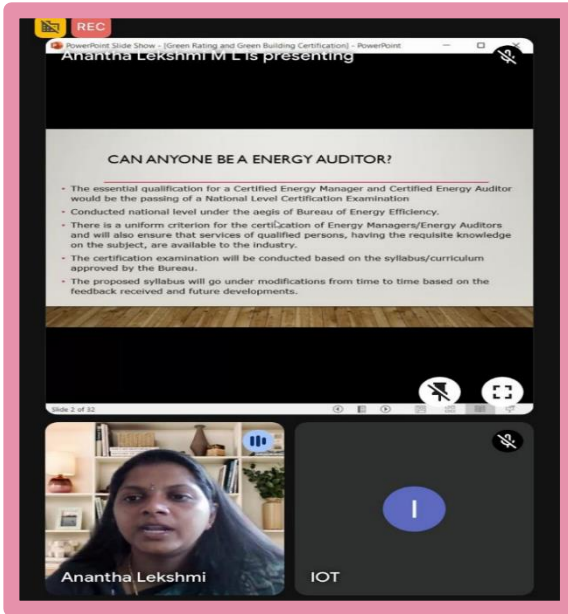 REC
PowerPoint Slide Show - [Green Rating and Green Building Certification] - PowerPoint
Anantha Lekshmi M L is presenting
CAN ANYONE BE A ENERGY AUDITOR?
• The essential qualification for a Certified Energy Manager and Certified Energy Auditor
would be the passing of a National Level Certification Examination
• Conducted national level under the aegis of Bureau of Energy Efficiency.
• There is a uniform criterion for the certification of Energy Managers/Energy Auditors
and will also ensure that services of qualified persons, having the requisite knowledge
on the subject, are available to the industry.
• The certification examination will be conducted based on the syllabus/curriculum
approved by the Bureau.
• The proposed syllabus will go under modifications from time to time based on the
feedback received and future developments.
Slide 2 of 32
I
Anantha Lekshmi
IOT